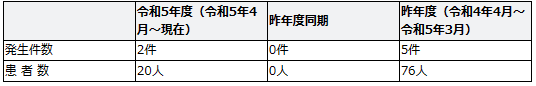 令和5年度（令和5年4
月～現在）
昨年度同期
昨年度（令和4年4月～
令和5年3月）
発生件数
2件
0件
5件
患 者 数
20人
0人
76人